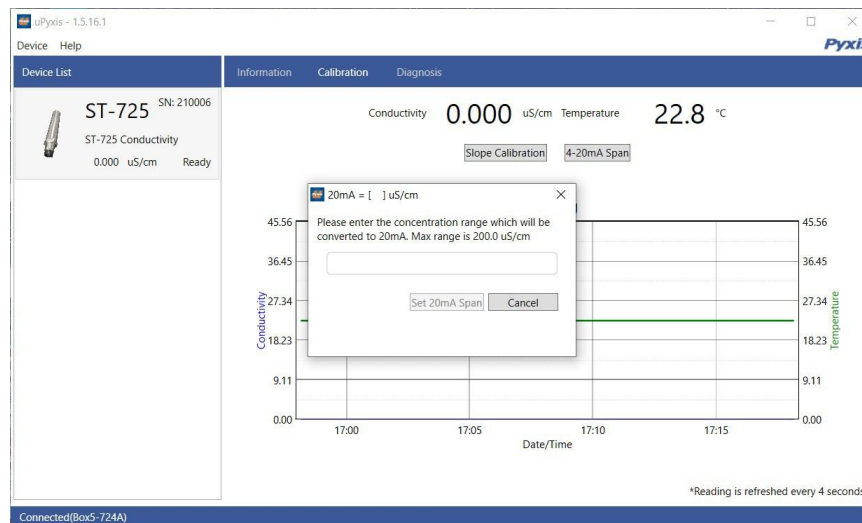 uPyxis - 1.5.16.1
Device Help
Device List
Information Calibration Diagnosis
ST-725 SN: 210006
ST-725 Conductivity
0.000 uS/cm Ready
Conductivity 0.000 uS/cm Temperature 22.8 °C
Slope Calibration 4-20mA Span
20mA = [ ] uS/cm
Please enter the concentration range which will be
converted to 20mA. Max range is 200.0 uS/cm
Set 20mA Span Cancel
45.56 45.56
36.45 36.45
27.34 27.34
18.23 18.23
9.11 9.11
0.00 0.00
Conductivity
Temperature
17:00 17:05 17:10 17:15
Date/Time
*Reading is refreshed every 4 seconds
Connected(Box5-724A)